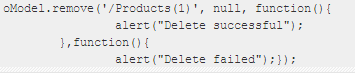 oModel.remove('/Products(1)', null, function(){
alert("Delete successful");
},function(){
alert("Delete failed");});